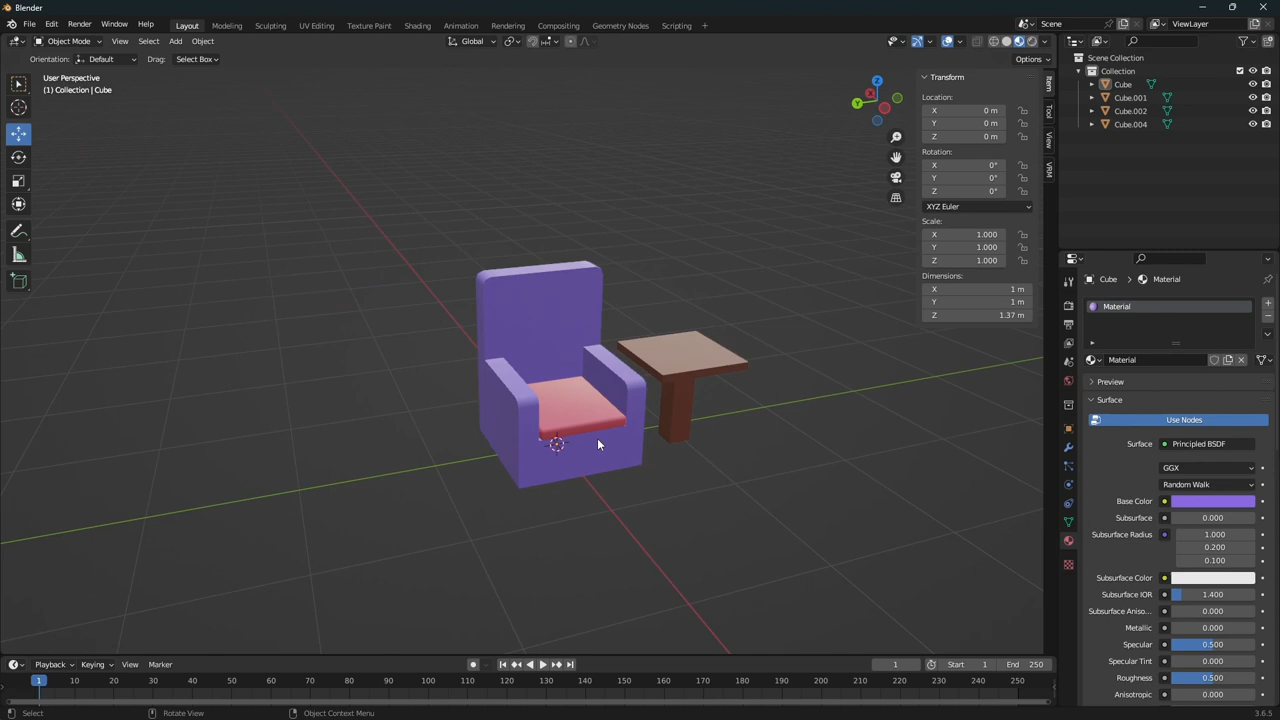 Blender
File Edit Render Window Help Layout Modeling Sculpting UV Editing Texture Paint Shading Animation Rendering Compositing Geometry Nodes Scripting + Scene ViewLayer
Object Mode View Select Add Object Global
Orientation: Default Drag: Select Box Options
User Perspective
(1) Collection | Cube
Transform
Location:
X 0 m
Y 0 m
Z 0 m
Rotation:
X 0°
Y 0°
Z 0°
XYZ Euler
Scale:
X 1.000
Y 1.000
Z 1.000
Dimensions:
X 1 m
Y 1 m
Z 1.37 m
Item
Tool
View
VRM
Z
Y
X
Scene Collection
Collection
Cube
Cube.001
Cube.002
Cube.004
Cube > Material
Material
Material
Preview
Surface
Use Nodes
Surface Principled BSDF
GGX
Random Walk
Base Color
Subsurface 0.000
Subsurface Radius 1.000
0.200
0.100
Subsurface Color
Subsurface IOR 1.400
Subsurface Aniso... 0.000
Metallic 0.000
Specular 0.500
Specular Tint 0.000
Roughness 0.500
Anisotropic 0.000
Playback Keying View Marker 1 Start 1 End 250
1 10 20 30 40 50 60 70 80 90 100 110 120 130 140 150 160 170 180 190 200 210 220 230 240 250
Select Rotate View Object Context Menu 3.6.5